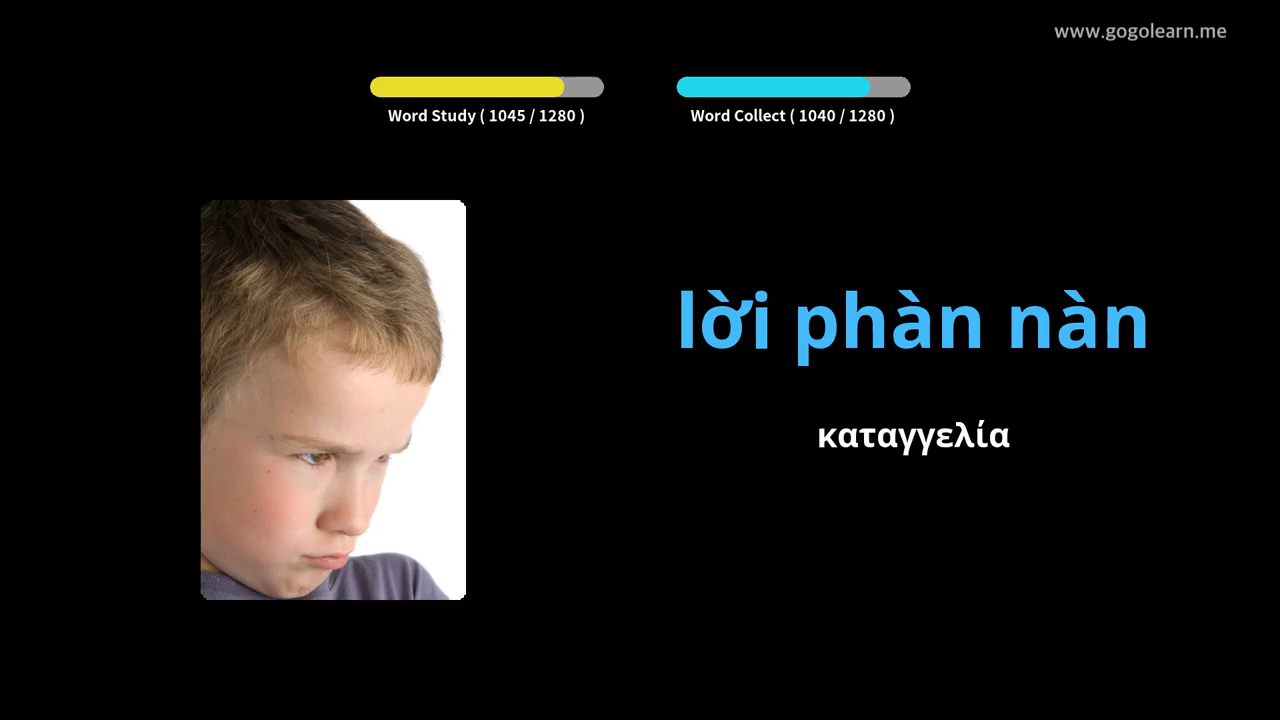 www.gogolearn.me
Word Study ( 1045 / 1280 )
Word Collect ( 1040 / 1280 )
lời phàn nàn
καταγγελία